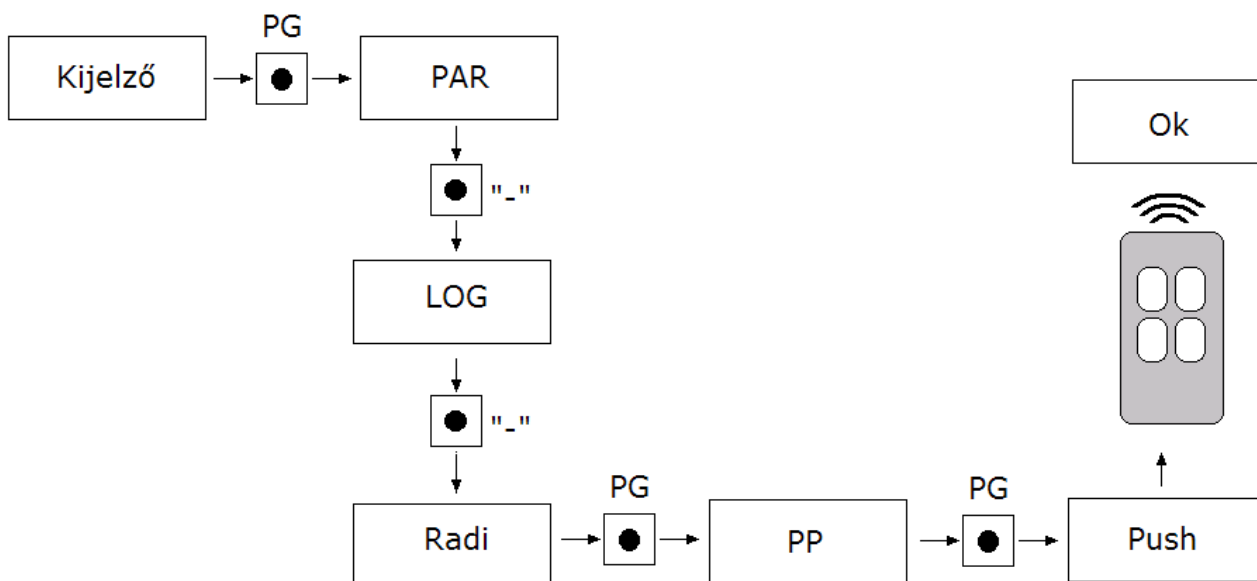 PG
Kijelző
PAR
"-"
LOG
"-"
Radi
PG
PP
PG
Push
Ok